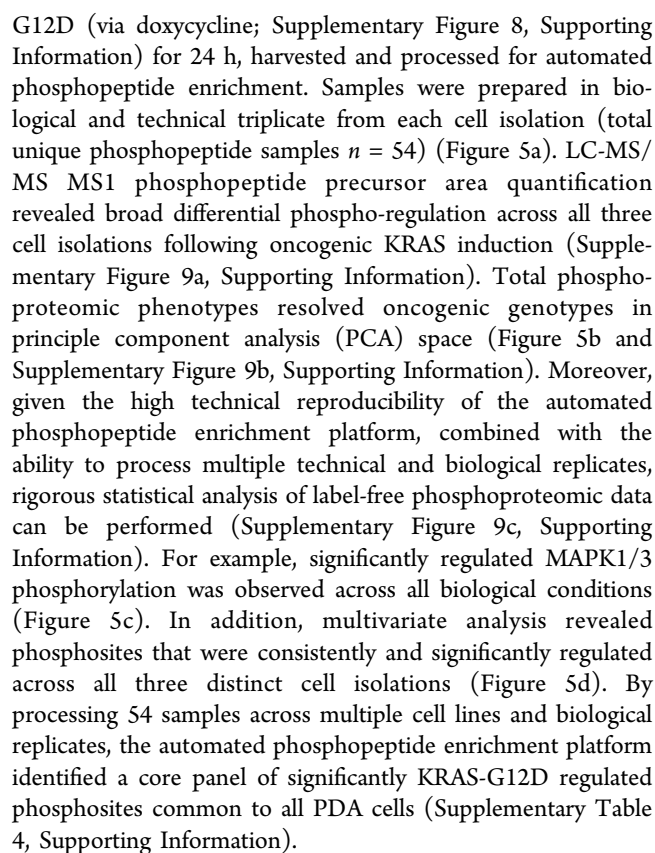 G12D (via doxycycline; Supplementary Figure 8, Supporting
Information) for 24 h, harvested and processed for automated
phosphopeptide enrichment. Samples were prepared in bio-
logical and technical triplicate from each cell isolation (total
unique phosphopeptide samples n = 54) (Figure 5a). LC-MS/
MS MS1 phosphopeptide precursor area quantification
revealed broad differential phospho-regulation across all three
cell isolations following oncogenic KRAS induction (Supple-
mentary Figure 9a, Supporting Information). Total phospho-
proteomic phenotypes resolved oncogenic genotypes in
principle component analysis (PCA) space (Figure 5b and
Supplementary Figure 9b, Supporting Information). Moreover,
given the high technical reproducibility of the automated
phosphopeptide enrichment platform, combined with the
ability to process multiple technical and biological replicates,
rigorous statistical analysis of label-free phosphoproteomic data
can be performed (Supplementary Figure 9c, Supporting
Information). For example, significantly regulated MAPK1/3
phosphorylation was observed across all biological conditions
(Figure 5c). In addition, multivariate analysis revealed
phosphosites that were consistently and significantly regulated
across all three distinct cell isolations (Figure 5d). By
processing 54 samples across multiple cell lines and biological
replicates, the automated phosphopeptide enrichment platform
identified a core panel of significantly KRAS-G12D regulated
phosphosites common to all PDA cells (Supplementary Table
4, Supporting Information).